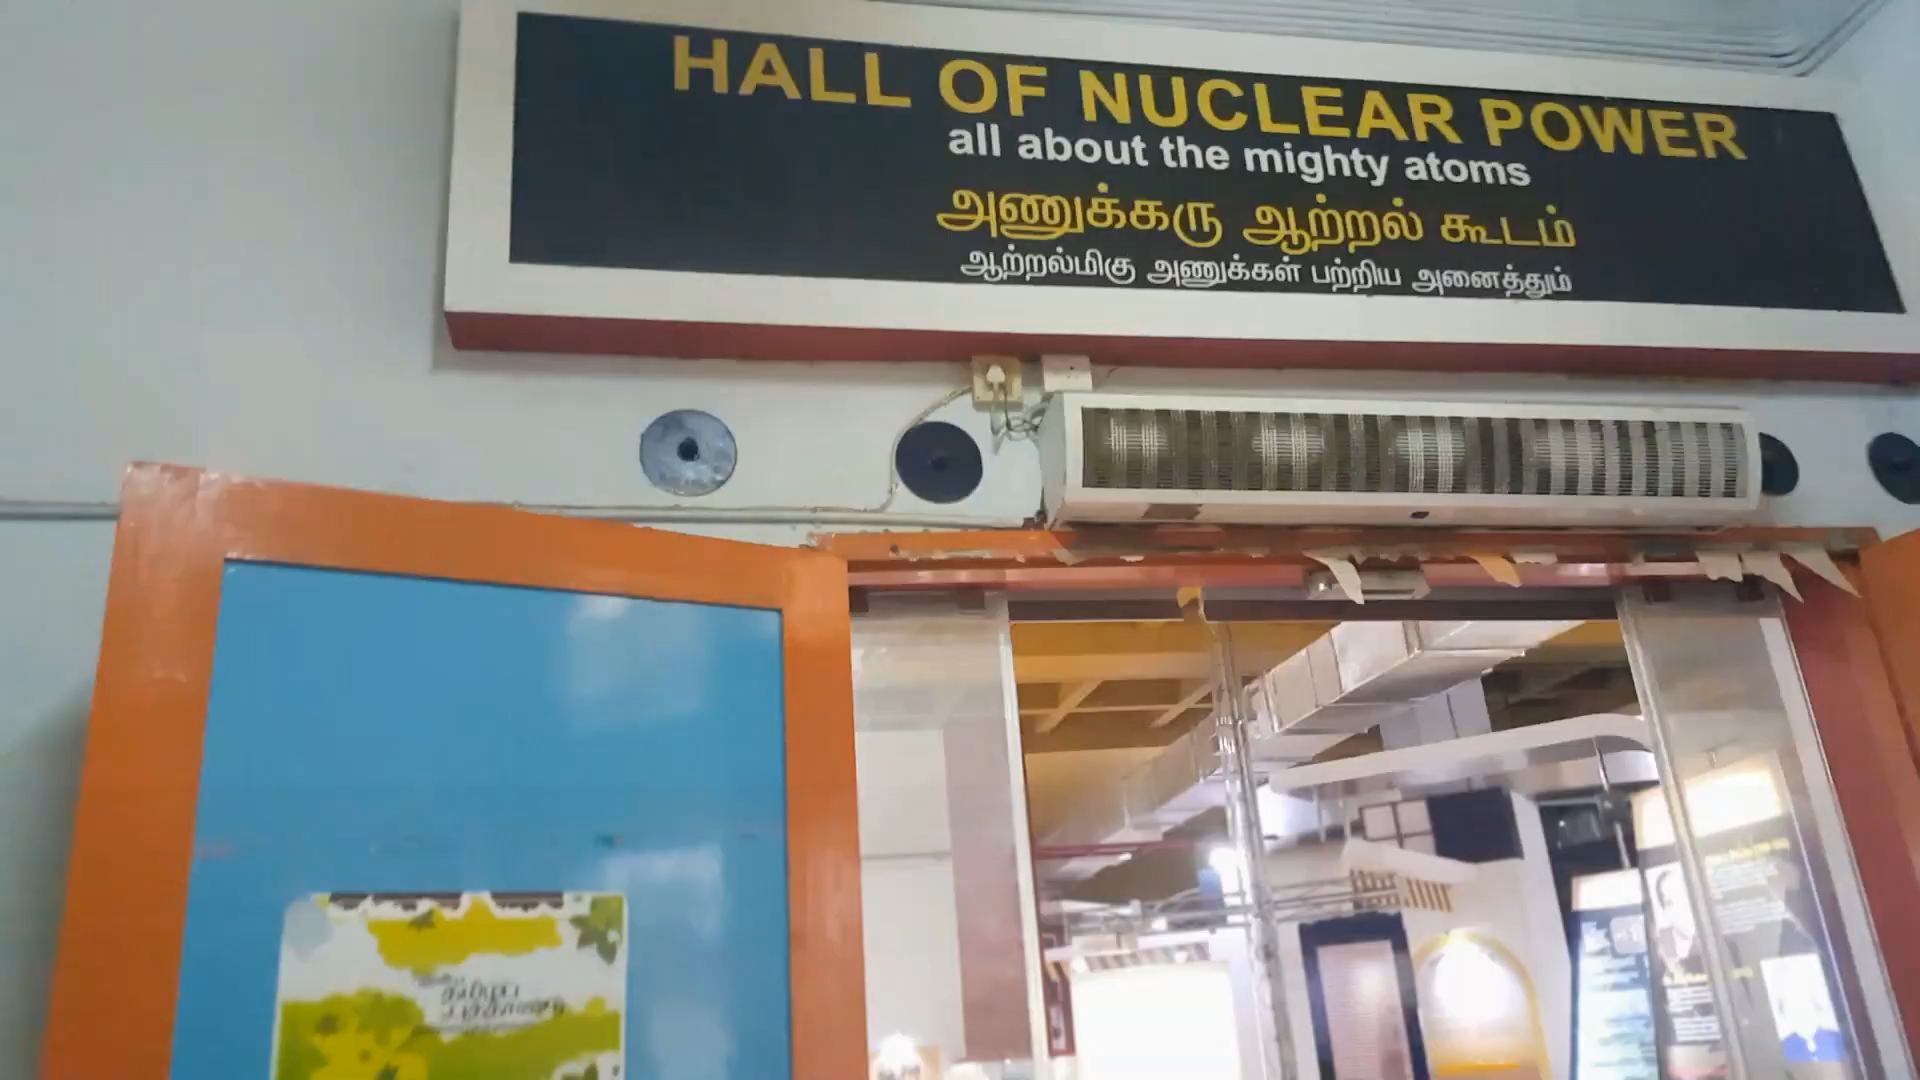 HALL OF NUCLEAR POWER
all about the mighty atoms
அணுக்கரு ஆற்றல் கூடம்
ஆற்றல்மிகு அணுக்கள் பற்றிய அனைத்தும்